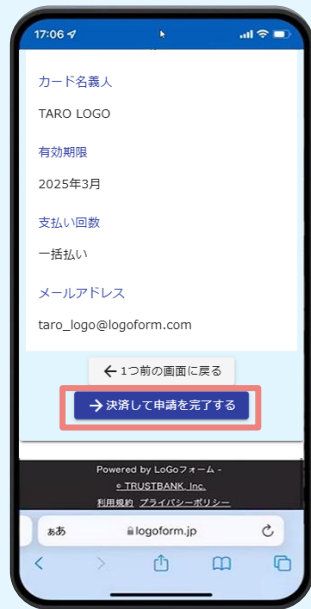 17:06
カード名義人
TARO LOGO
有効期限
2025年3月
支払い回数
一括払い
メールアドレス
taro_logo@logoform.com
← 1つ前の画面に戻る
→ 決済して申請を完了する
Powered by LoGoフォーム -
© TRUSTBANK, Inc.
利用規約 プライバシーポリシー
ぁあ logoform.jp